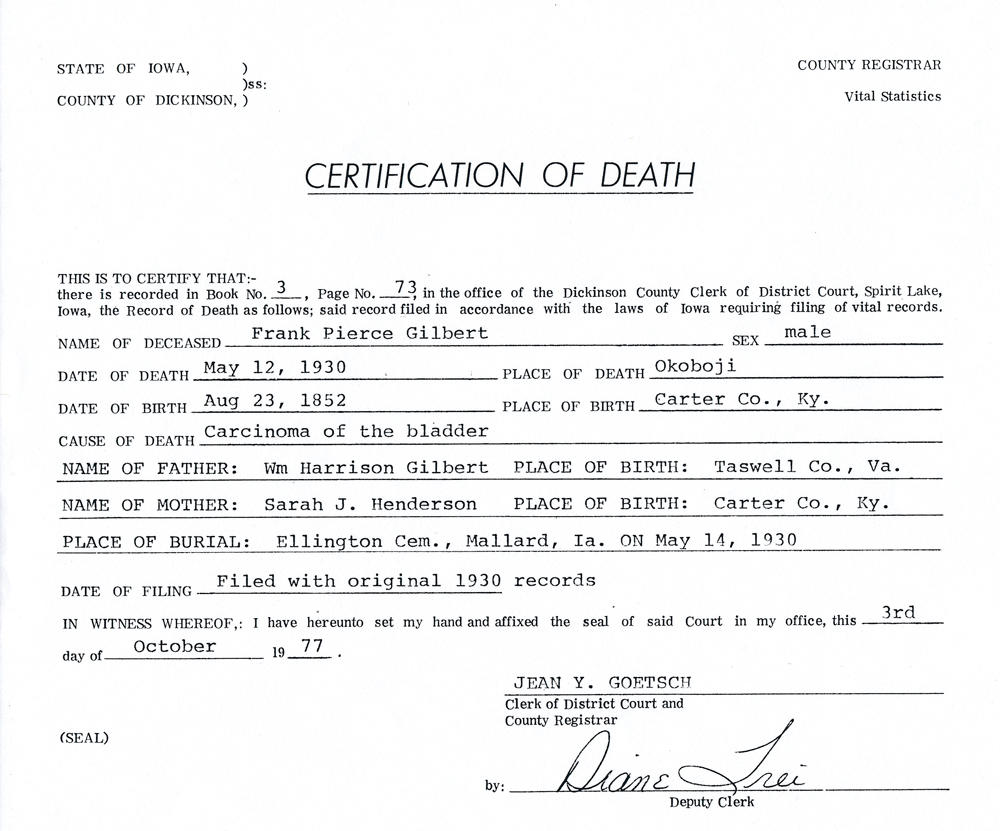 STATE OF IOWA, )
)ss:
COUNTY OF DICKINSON, )
COUNTY REGISTRAR
Vital Statistics
CERTIFICATION OF DEATH
THIS IS TO CERTIFY THAT:-
there is recorded in Book No. 3, Page No. 73, in the office of the Dickinson County Clerk of District Court, Spirit Lake,
Iowa, the Record of Death as follows; said record filed in accordance with the laws of Iowa requiring filing of vital records.
NAME OF DECEASED Frank Pierce Gilbert SEX male
DATE OF DEATH May 12, 1930 PLACE OF DEATH Okoboji
DATE OF BIRTH Aug 23, 1852 PLACE OF BIRTH Carter Co., Ky.
CAUSE OF DEATH Carcinoma of the bladder
NAME OF FATHER: Wm Harrison Gilbert PLACE OF BIRTH: Taswell Co., Va.
NAME OF MOTHER: Sarah J. Henderson PLACE OF BIRTH: Carter Co., Ky.
PLACE OF BURIAL: Ellington Cem., Mallard, Ia. ON May 14, 1930
DATE OF FILING Filed with original 1930 records
IN WITNESS WHEREOF,: I have hereunto set my hand and affixed the seal of said Court in my office, this 3rd
day of October 19 77 .
JEAN Y. GOETSCH
Clerk of District Court and
County Registrar
(SEAL)
by: Diane Frei
Deputy Clerk